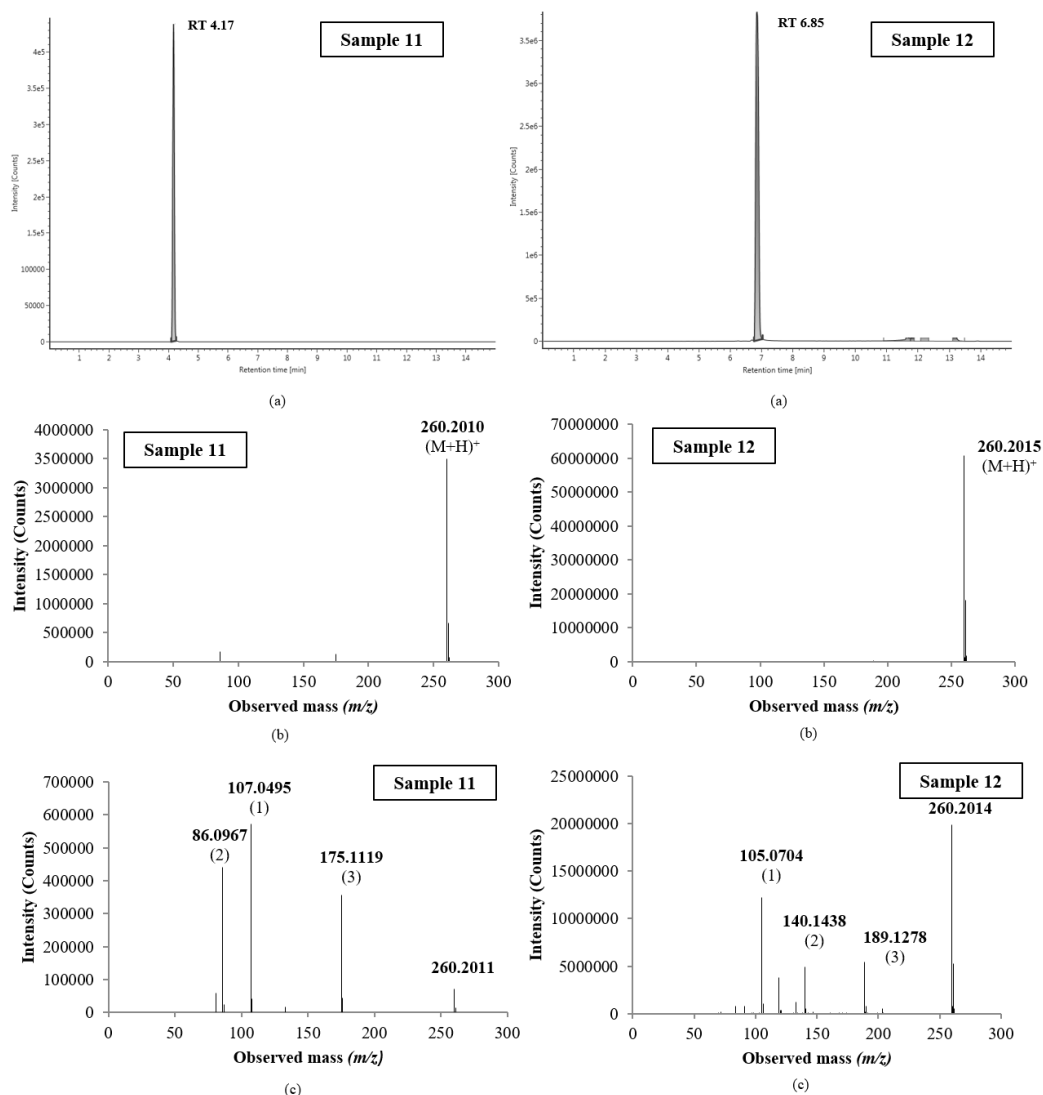 RT 4.17
Sample 11
4e5
3.5e5
3e5
2.5e5
2e5
1.5e5
100000
50000
0
Intensity [Counts]
1 2 3 4 5 6 7 8 9 10 11 12 13 14
Retention time [min]
(a)
RT 6.85
Sample 12
3.5e6
3e6
2.5e6
2e6
1.5e6
1e6
5e5
0
Intensity [Counts]
1 2 3 4 5 6 7 8 9 10 11 12 13 14
Retention time [min]
(a)
Sample 11
260.2010
(M+H)+
4000000
3500000
3000000
2500000
2000000
1500000
1000000
500000
0
Intensity (Counts)
0 50 100 150 200 250 300
Observed mass (m/z)
(b)
Sample 12
260.2015
(M+H)+
70000000
60000000
50000000
40000000
30000000
20000000
10000000
0
Intensity (Counts)
0 50 100 150 200 250 300
Observed mass (m/z)
(b)
Sample 11
107.0495
(1)
86.0967
(2)
175.1119
(3)
260.2011
700000
600000
500000
400000
300000
200000
100000
0
Intensity (Counts)
0 50 100 150 200 250 300
Observed mass (m/z)
(c)
Sample 12
260.2014
105.0704
(1)
140.1438
(2)
189.1278
(3)
25000000
20000000
15000000
10000000
5000000
0
Intensity (Counts)
0 50 100 150 200 250 300
Observed mass (m/z)
(c)